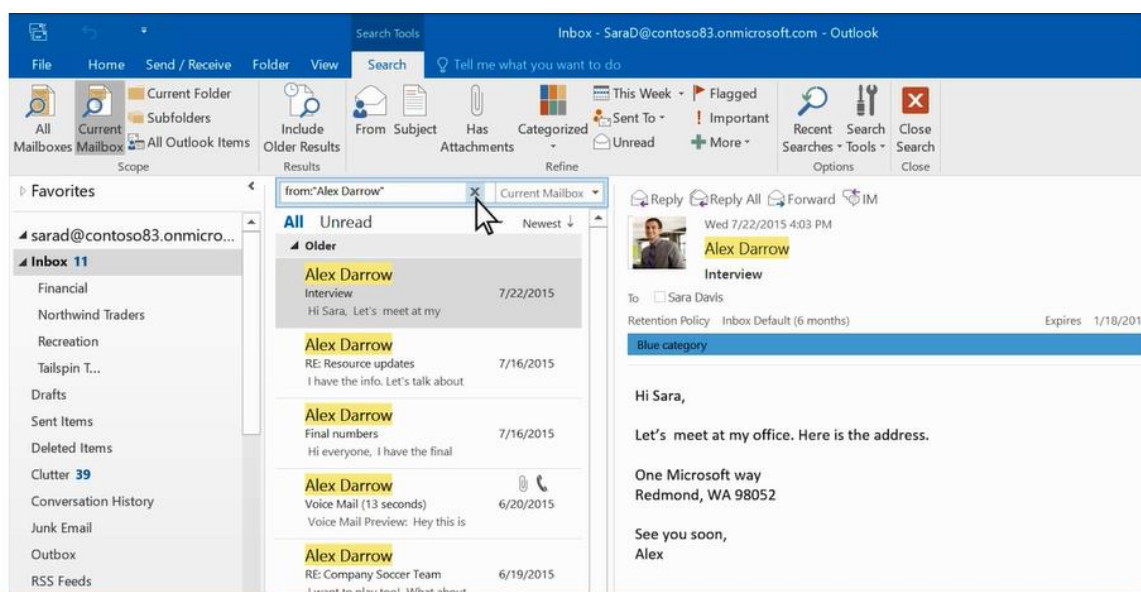 Search Tools
Inbox - SaraD@contoso83.onmicrosoft.com - Outlook
File Home Send / Receive Folder View Search Tell me what you want to do
All Mailboxes
Current Mailbox
Current Folder
Subfolders
All Outlook Items
Scope
Include Older Results
Results
From
Subject
Has Attachments
Categorized
This Week
Sent To
Unread
Flagged
Important
More
Refine
Recent Searches
Search Tools
Options
Close Search
Close
Favorites
sarad@contoso83.onmicro...
Inbox 11
Financial
Northwind Traders
Recreation
Tailspin T...
Drafts
Sent Items
Deleted Items
Clutter 39
Conversation History
Junk Email
Outbox
RSS Feeds
from:"Alex Darrow"
Current Mailbox
All Unread Newest
Older
Alex Darrow
Interview 7/22/2015
Hi Sara, Let's meet at my
Alex Darrow
RE: Resource updates 7/16/2015
I have the info. Let's talk about
Alex Darrow
Final numbers 7/16/2015
Hi everyone, I have the final
Alex Darrow
Voice Mail (13 seconds) 6/20/2015
Voice Mail Preview: Hey this is
Alex Darrow
RE: Company Soccer Team 6/19/2015
I want to play too! What about
Reply Reply All Forward IM
Wed 7/22/2015 4:03 PM
Alex Darrow
Interview
To Sara Davis
Retention Policy Inbox Default (6 months) Expires 1/18/201
Blue category
Hi Sara,
Let's meet at my office. Here is the address.
One Microsoft way
Redmond, WA 98052
See you soon,
Alex